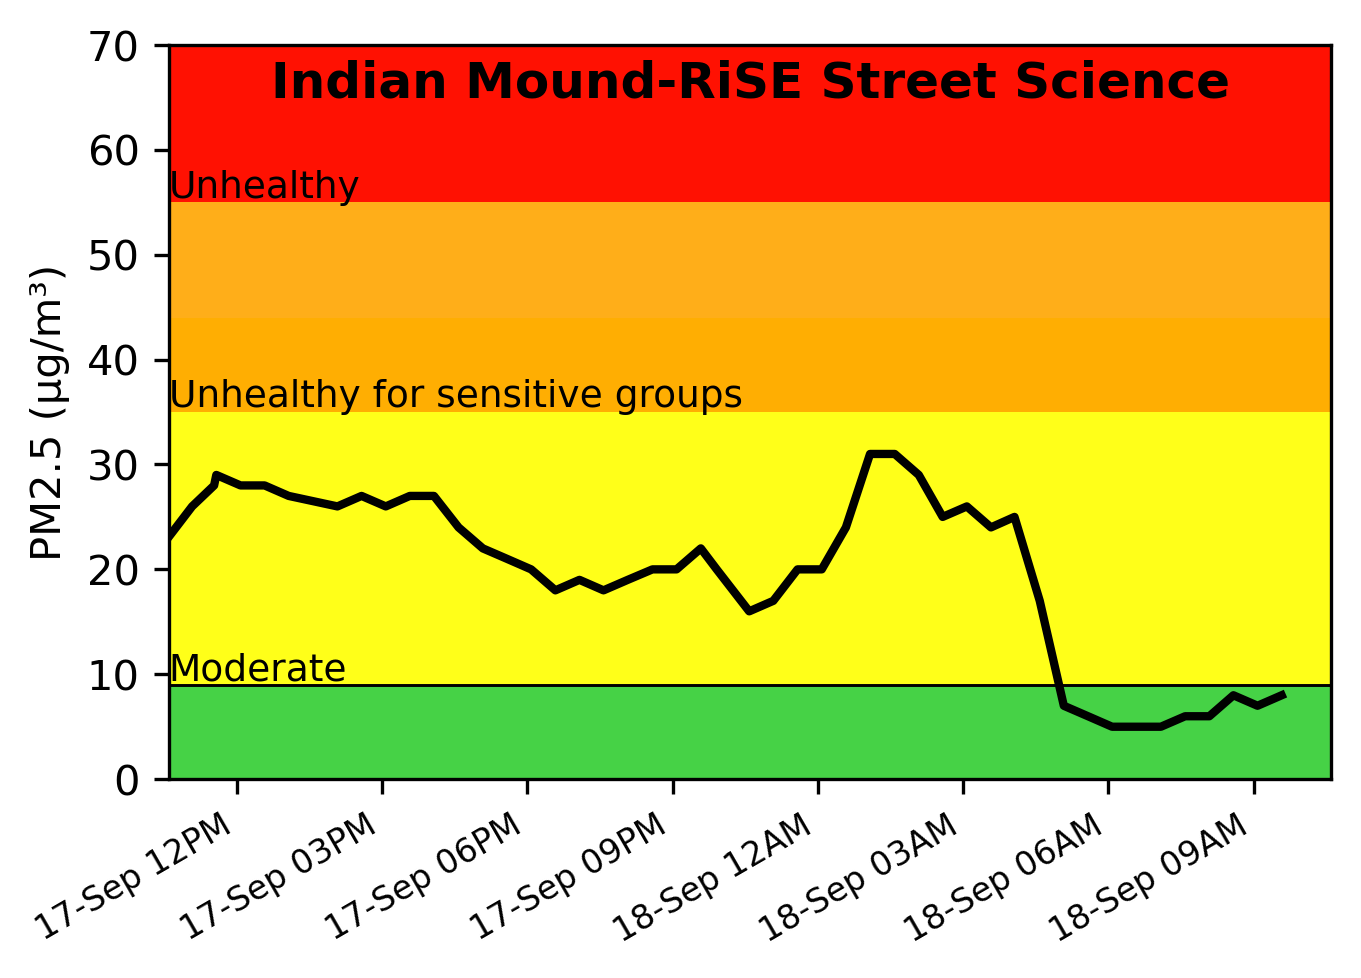 Indian Mound-RiSE Street Science
70
60
50
40
30
20
10
0
PM2.5 (µg/m³)
Unhealthy
Unhealthy for sensitive groups
Moderate
17-Sep 12PM
17-Sep 03PM
17-Sep 06PM
17-Sep 09PM
18-Sep 12AM
18-Sep 03AM
18-Sep 06AM
18-Sep 09AM